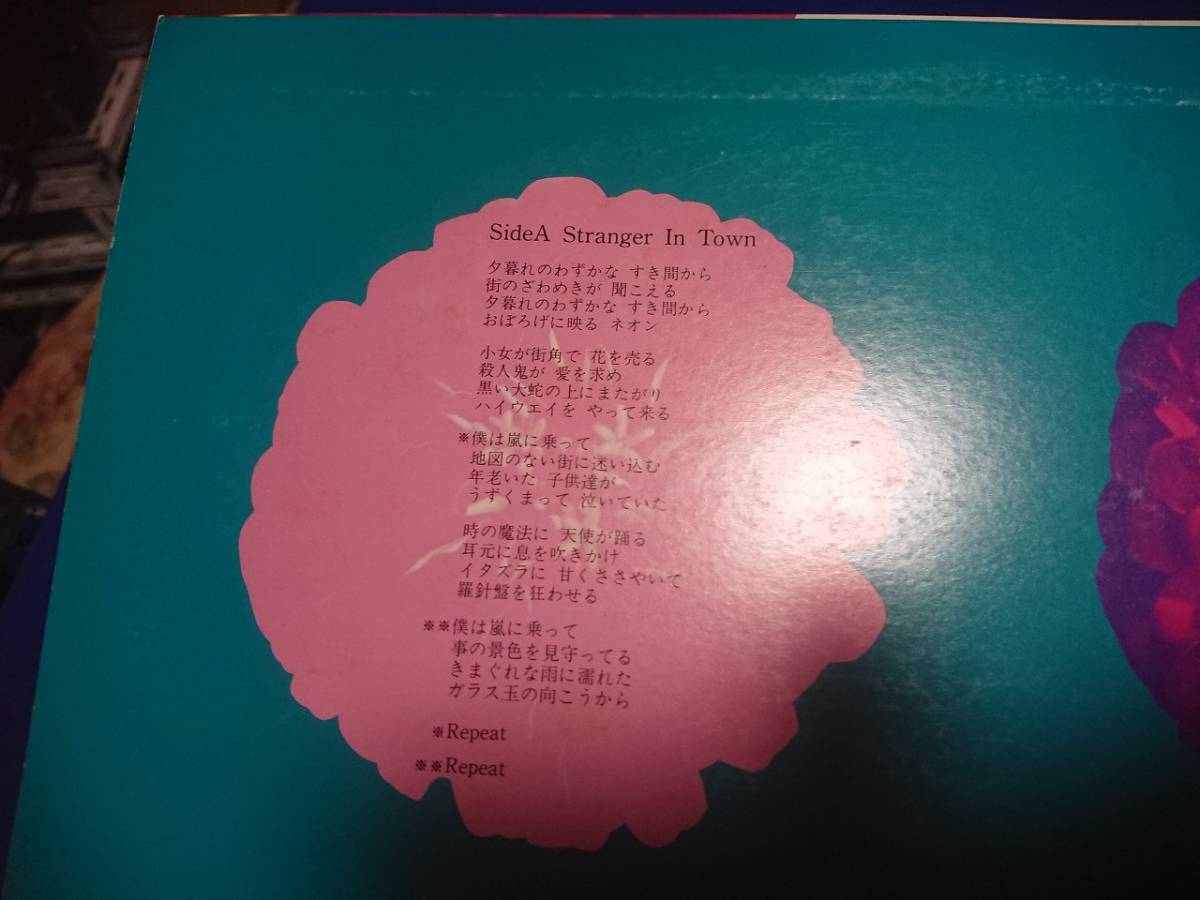 SideA Stranger In Town
夕暮れのわずかな すき間から
街のざわめきが 聞こえる
夕暮れのわずかな すき間から
おぼろげに映る ネオン
小女が街角で 花を売る
殺人鬼が 愛を求め
黒い大蛇の上にまたがり
ハイウェイを やって来る
※僕は嵐に乗って
地図のない街に迷い込む
年老いた 子供達が
うずくまって 泣いていた
時の魔法に 天使が踊る
耳元に息を吹きかけ
イタズラに 甘くささやいて
羅針盤を狂わせる
※※僕は嵐に乗って
事の景色を見守ってる
きまぐれな雨に濡れた
ガラス玉の向こうから
※Repeat
※※Repeat